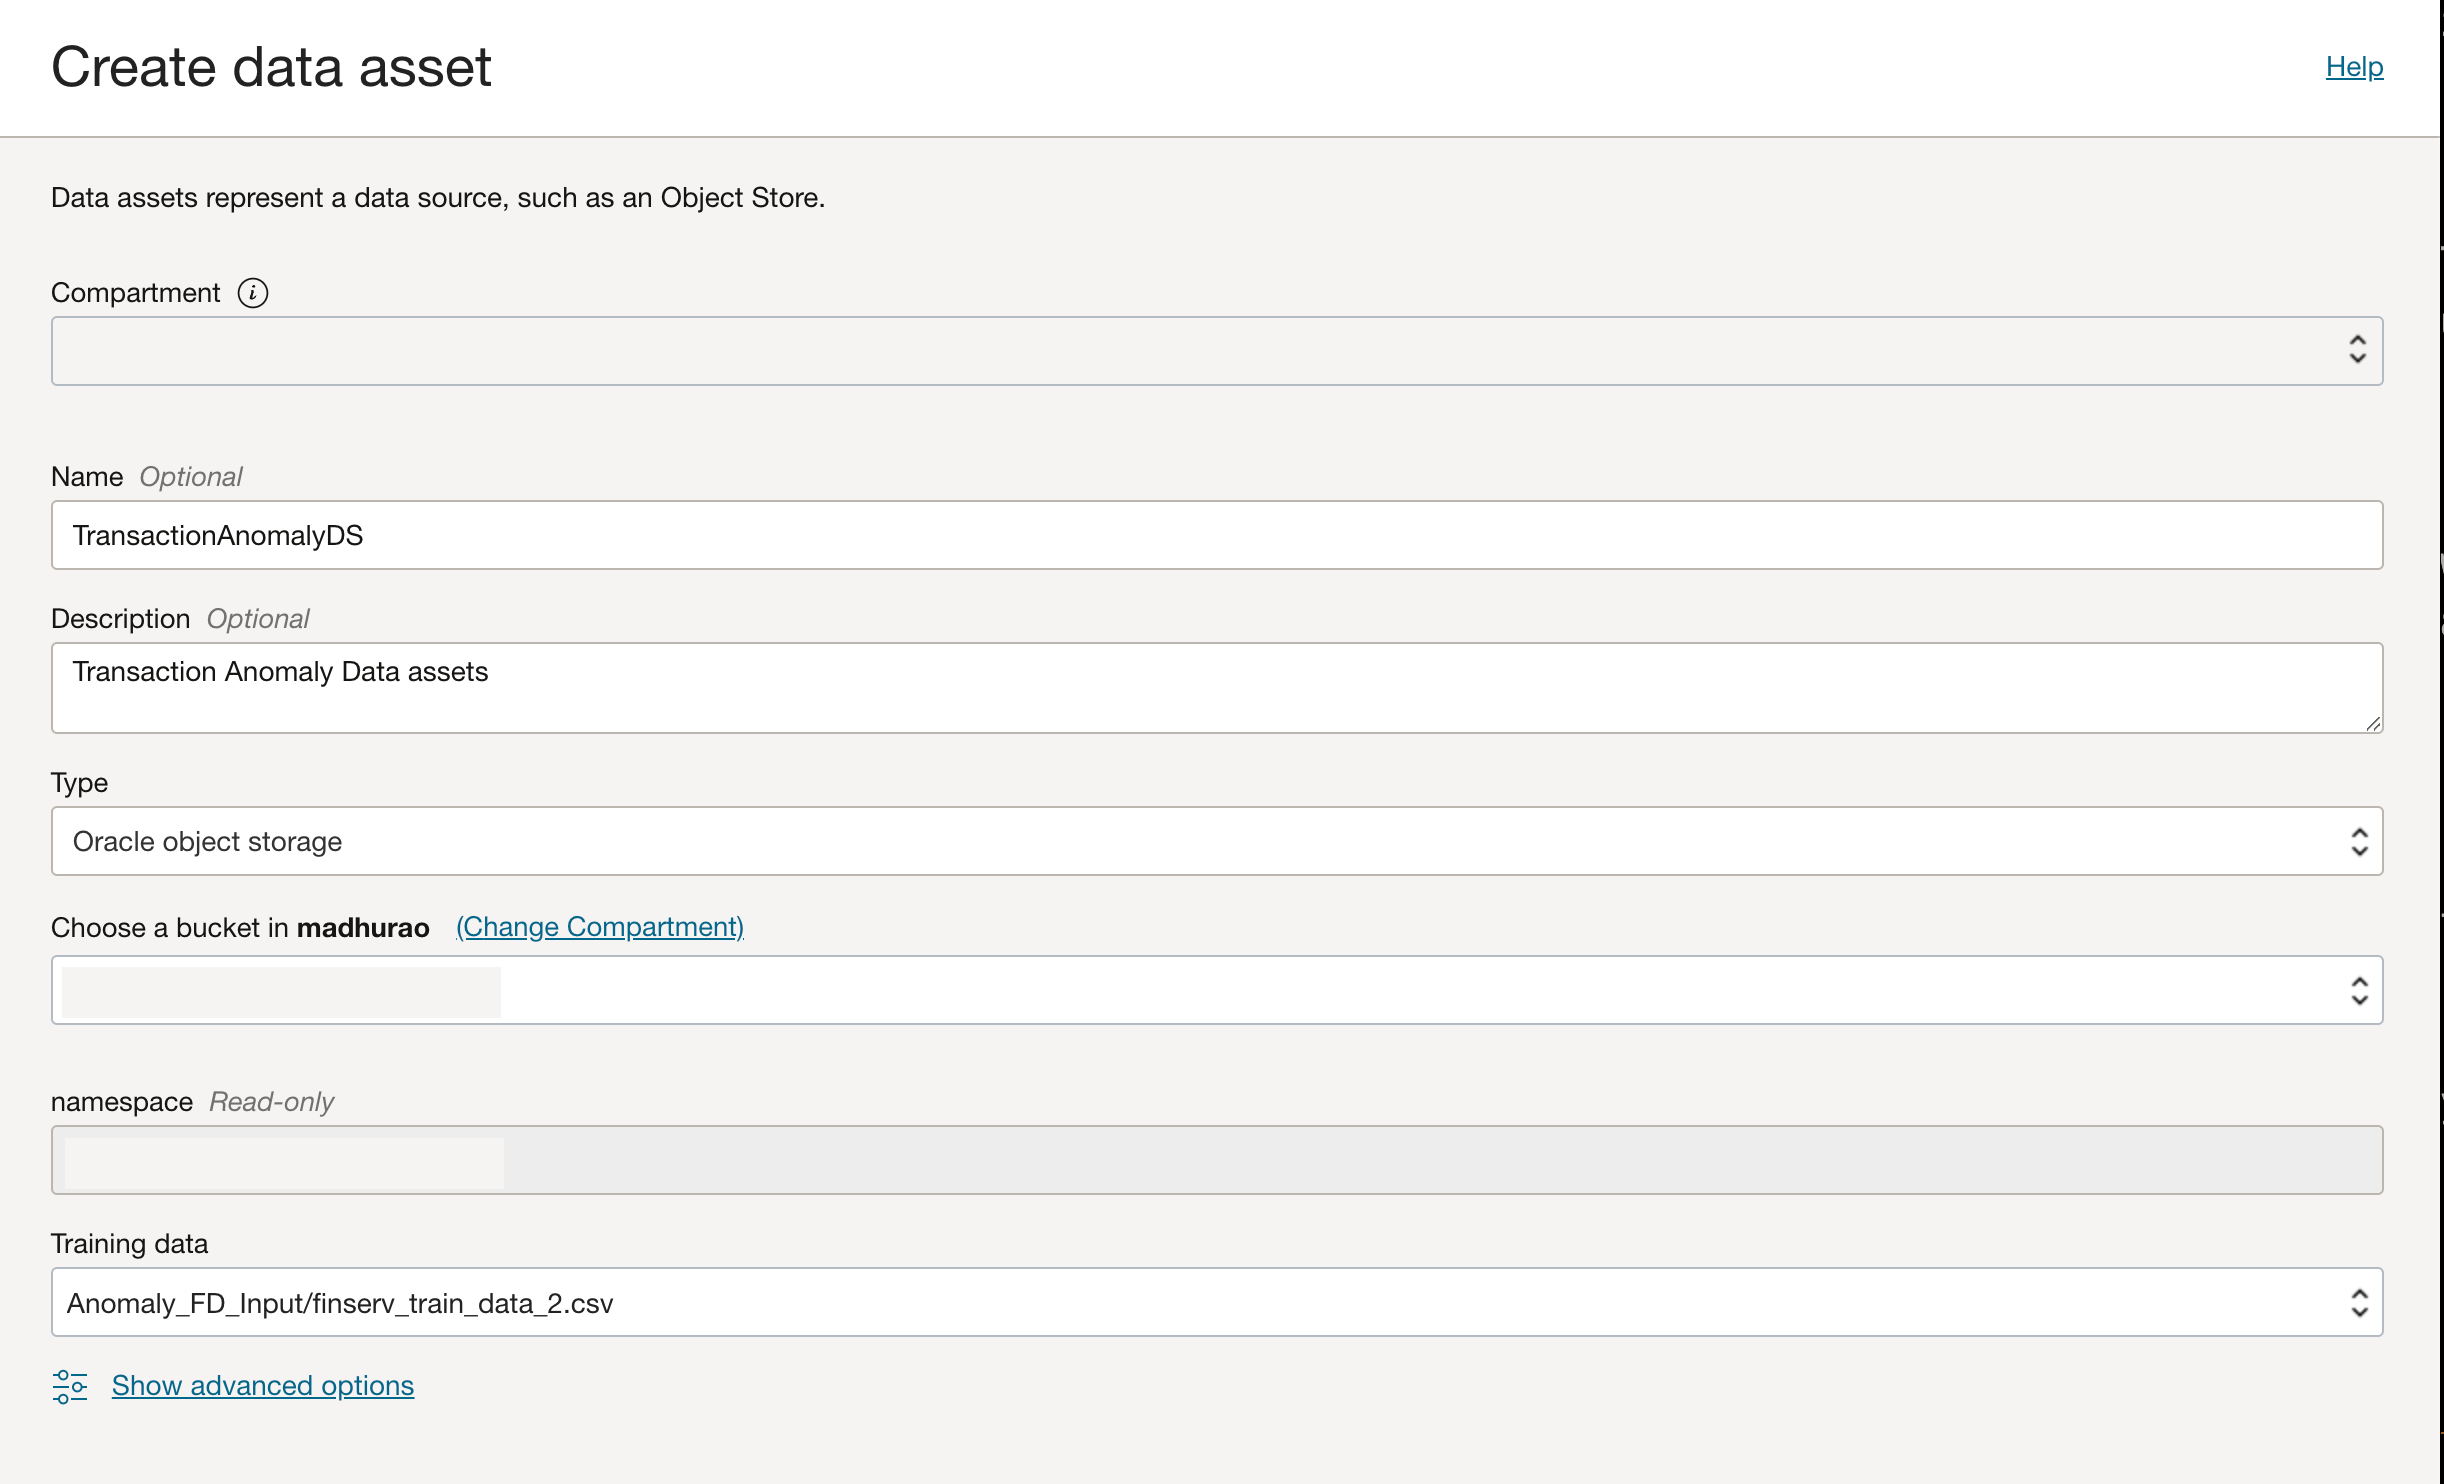 Create data asset
Help
Data assets represent a data source, such as an Object Store.
Compartment i
Name Optional
TransactionAnomalyDS
Description Optional
Transaction Anomaly Data assets
Type
Oracle object storage
Choose a bucket in madhurao (Change Compartment)
namespace Read-only
Training data
Anomaly_FD_Input/finserv_train_data_2.csv
Show advanced options